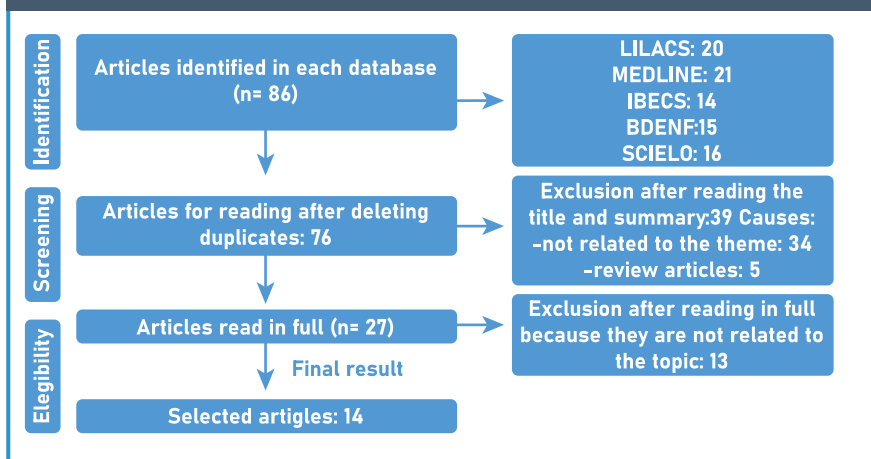 Identification
Articles identified in each database
(n= 86)
LILACS: 20
MEDLINE: 21
IBECS: 14
BDENF:15
SCIELO: 16
Screening
Articles for reading after deleting
duplicates: 76
Exclusion after reading the
title and summary:39 Causes:
-not related to the theme: 34
-review articles: 5
Elegibility
Articles read in full (n= 27)
Exclusion after reading in full
because they are not related to
the topic: 13
Final result
Selected artigles: 14